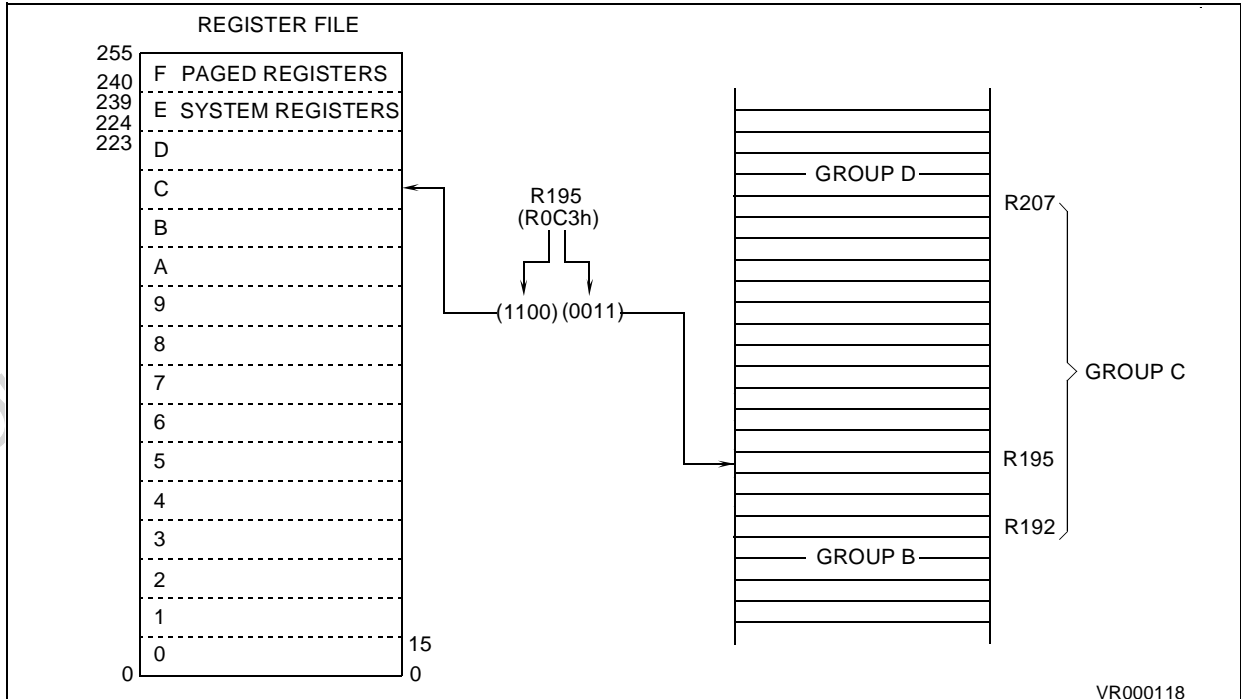 REGISTER FILE
255
240
239
224
223
F PAGED REGISTERS
E SYSTEM REGISTERS
D
C
B
A
9
8
7
6
5
4
3
2
1
0
15
0
0
R195
(R0C3h)
(1100) (0011)
GROUP D
R207
GROUP C
R195
R192
GROUP B
VR000118